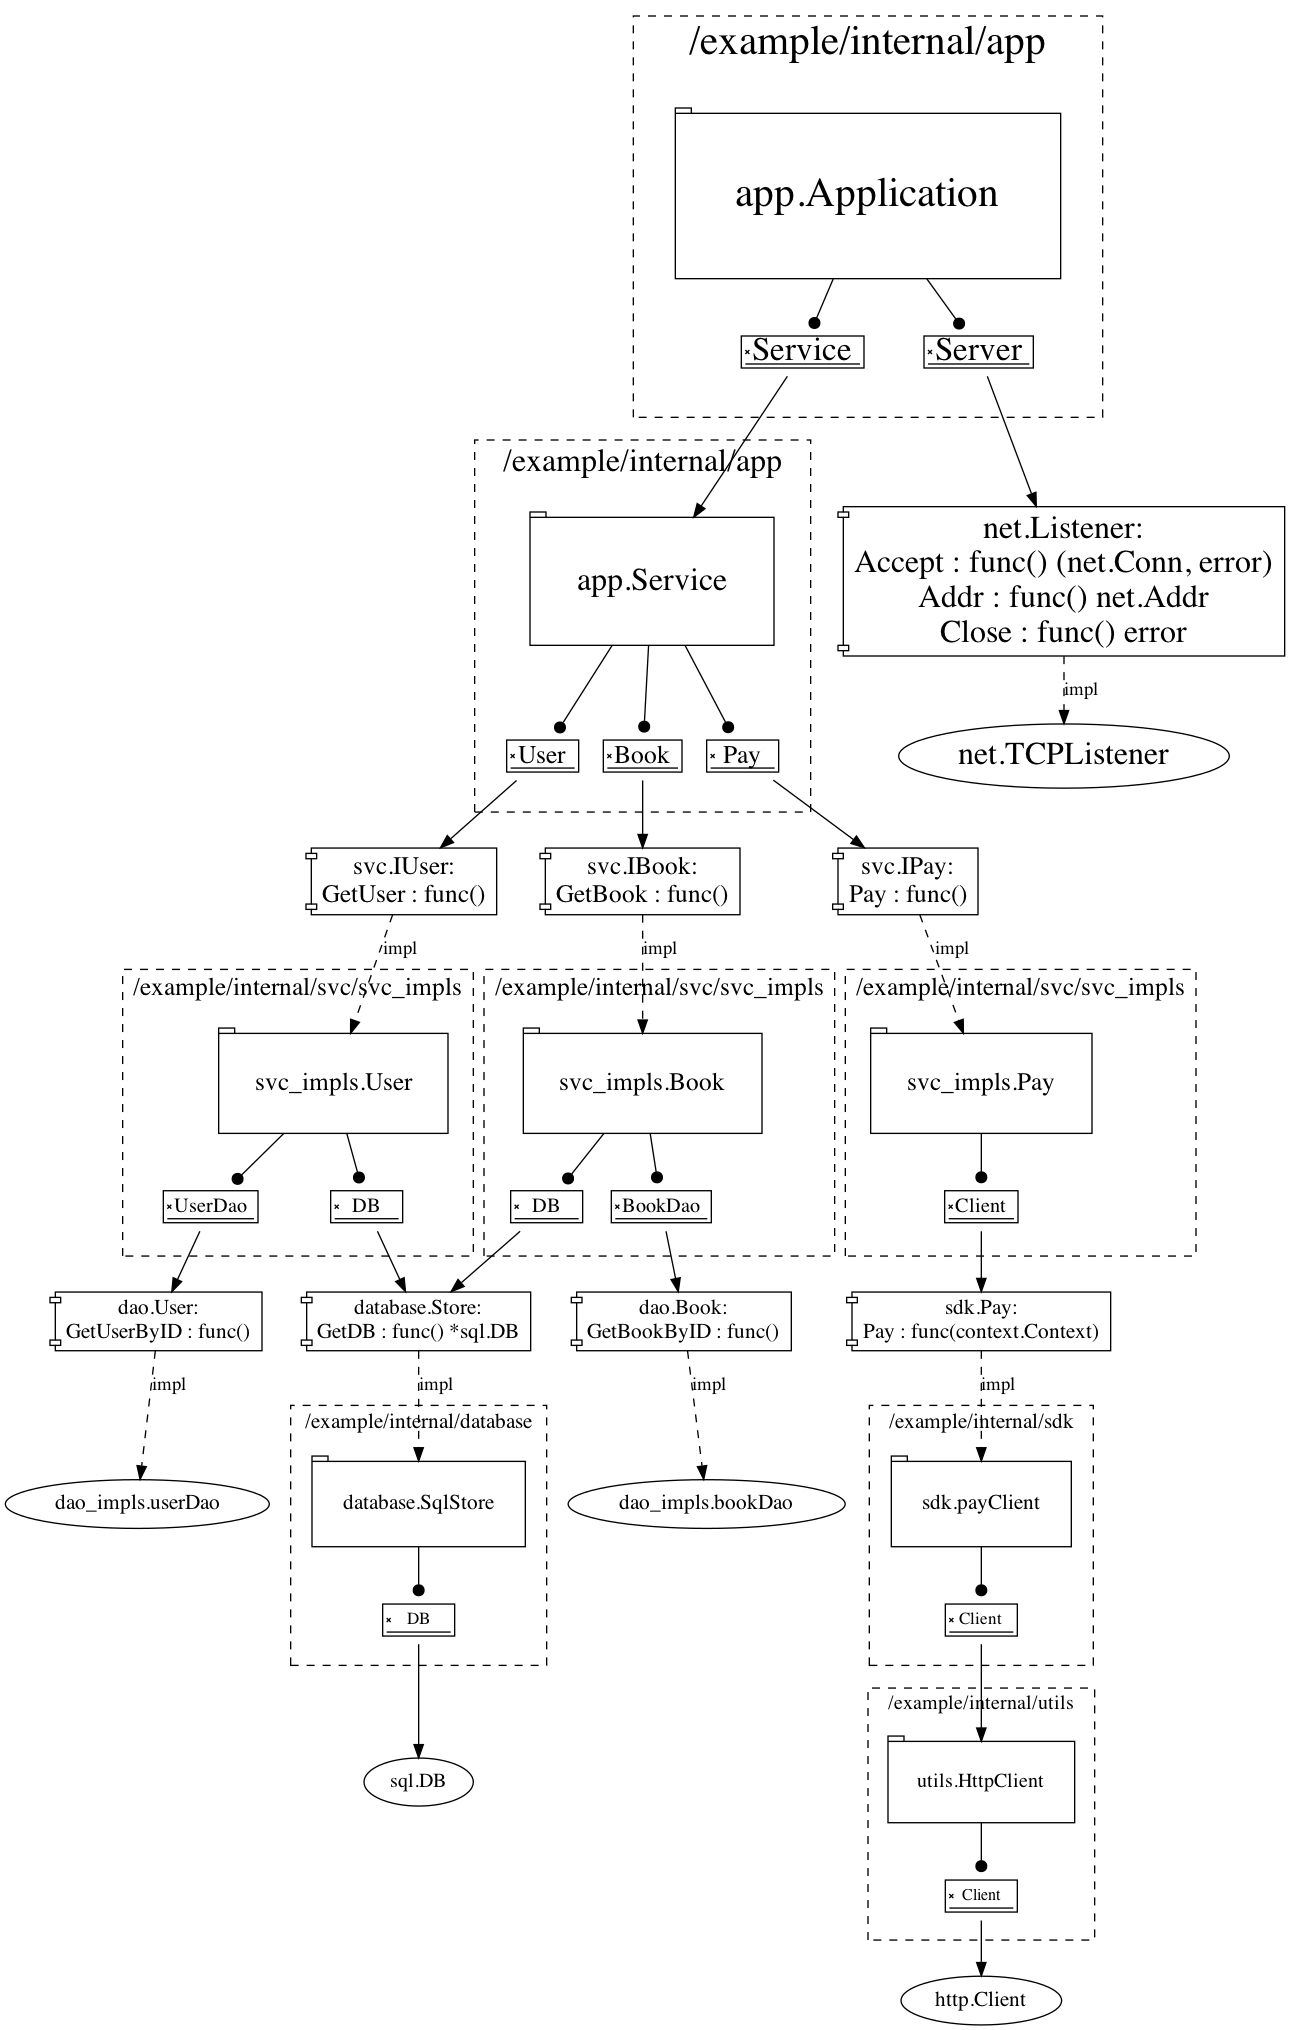 /example/internal/app
app.Application
Service
Server
/example/internal/app
app.Service
net.Listener:
Accept : func() (net.Conn, error)
Addr : func() net.Addr
Close : func() error
impl
User
Book
Pay
net.TCPListener
svc.IUser:
GetUser : func()
svc.IBook:
GetBook : func()
svc.IPay:
Pay : func()
impl
impl
impl
/example/internal/svc/svc_impls
/example/internal/svc/svc_impls
/example/internal/svc/svc_impls
svc_impls.User
svc_impls.Book
svc_impls.Pay
UserDao
DB
DB
BookDao
Client
dao.User:
GetUserByID : func()
database.Store:
GetDB : func() *sql.DB
dao.Book:
GetBookByID : func()
sdk.Pay:
Pay : func(context.Context)
impl
impl
impl
impl
/example/internal/database
/example/internal/sdk
dao_impls.userDao
database.SqlStore
dao_impls.bookDao
sdk.payClient
DB
Client
/example/internal/utils
sql.DB
utils.HttpClient
Client
http.Client